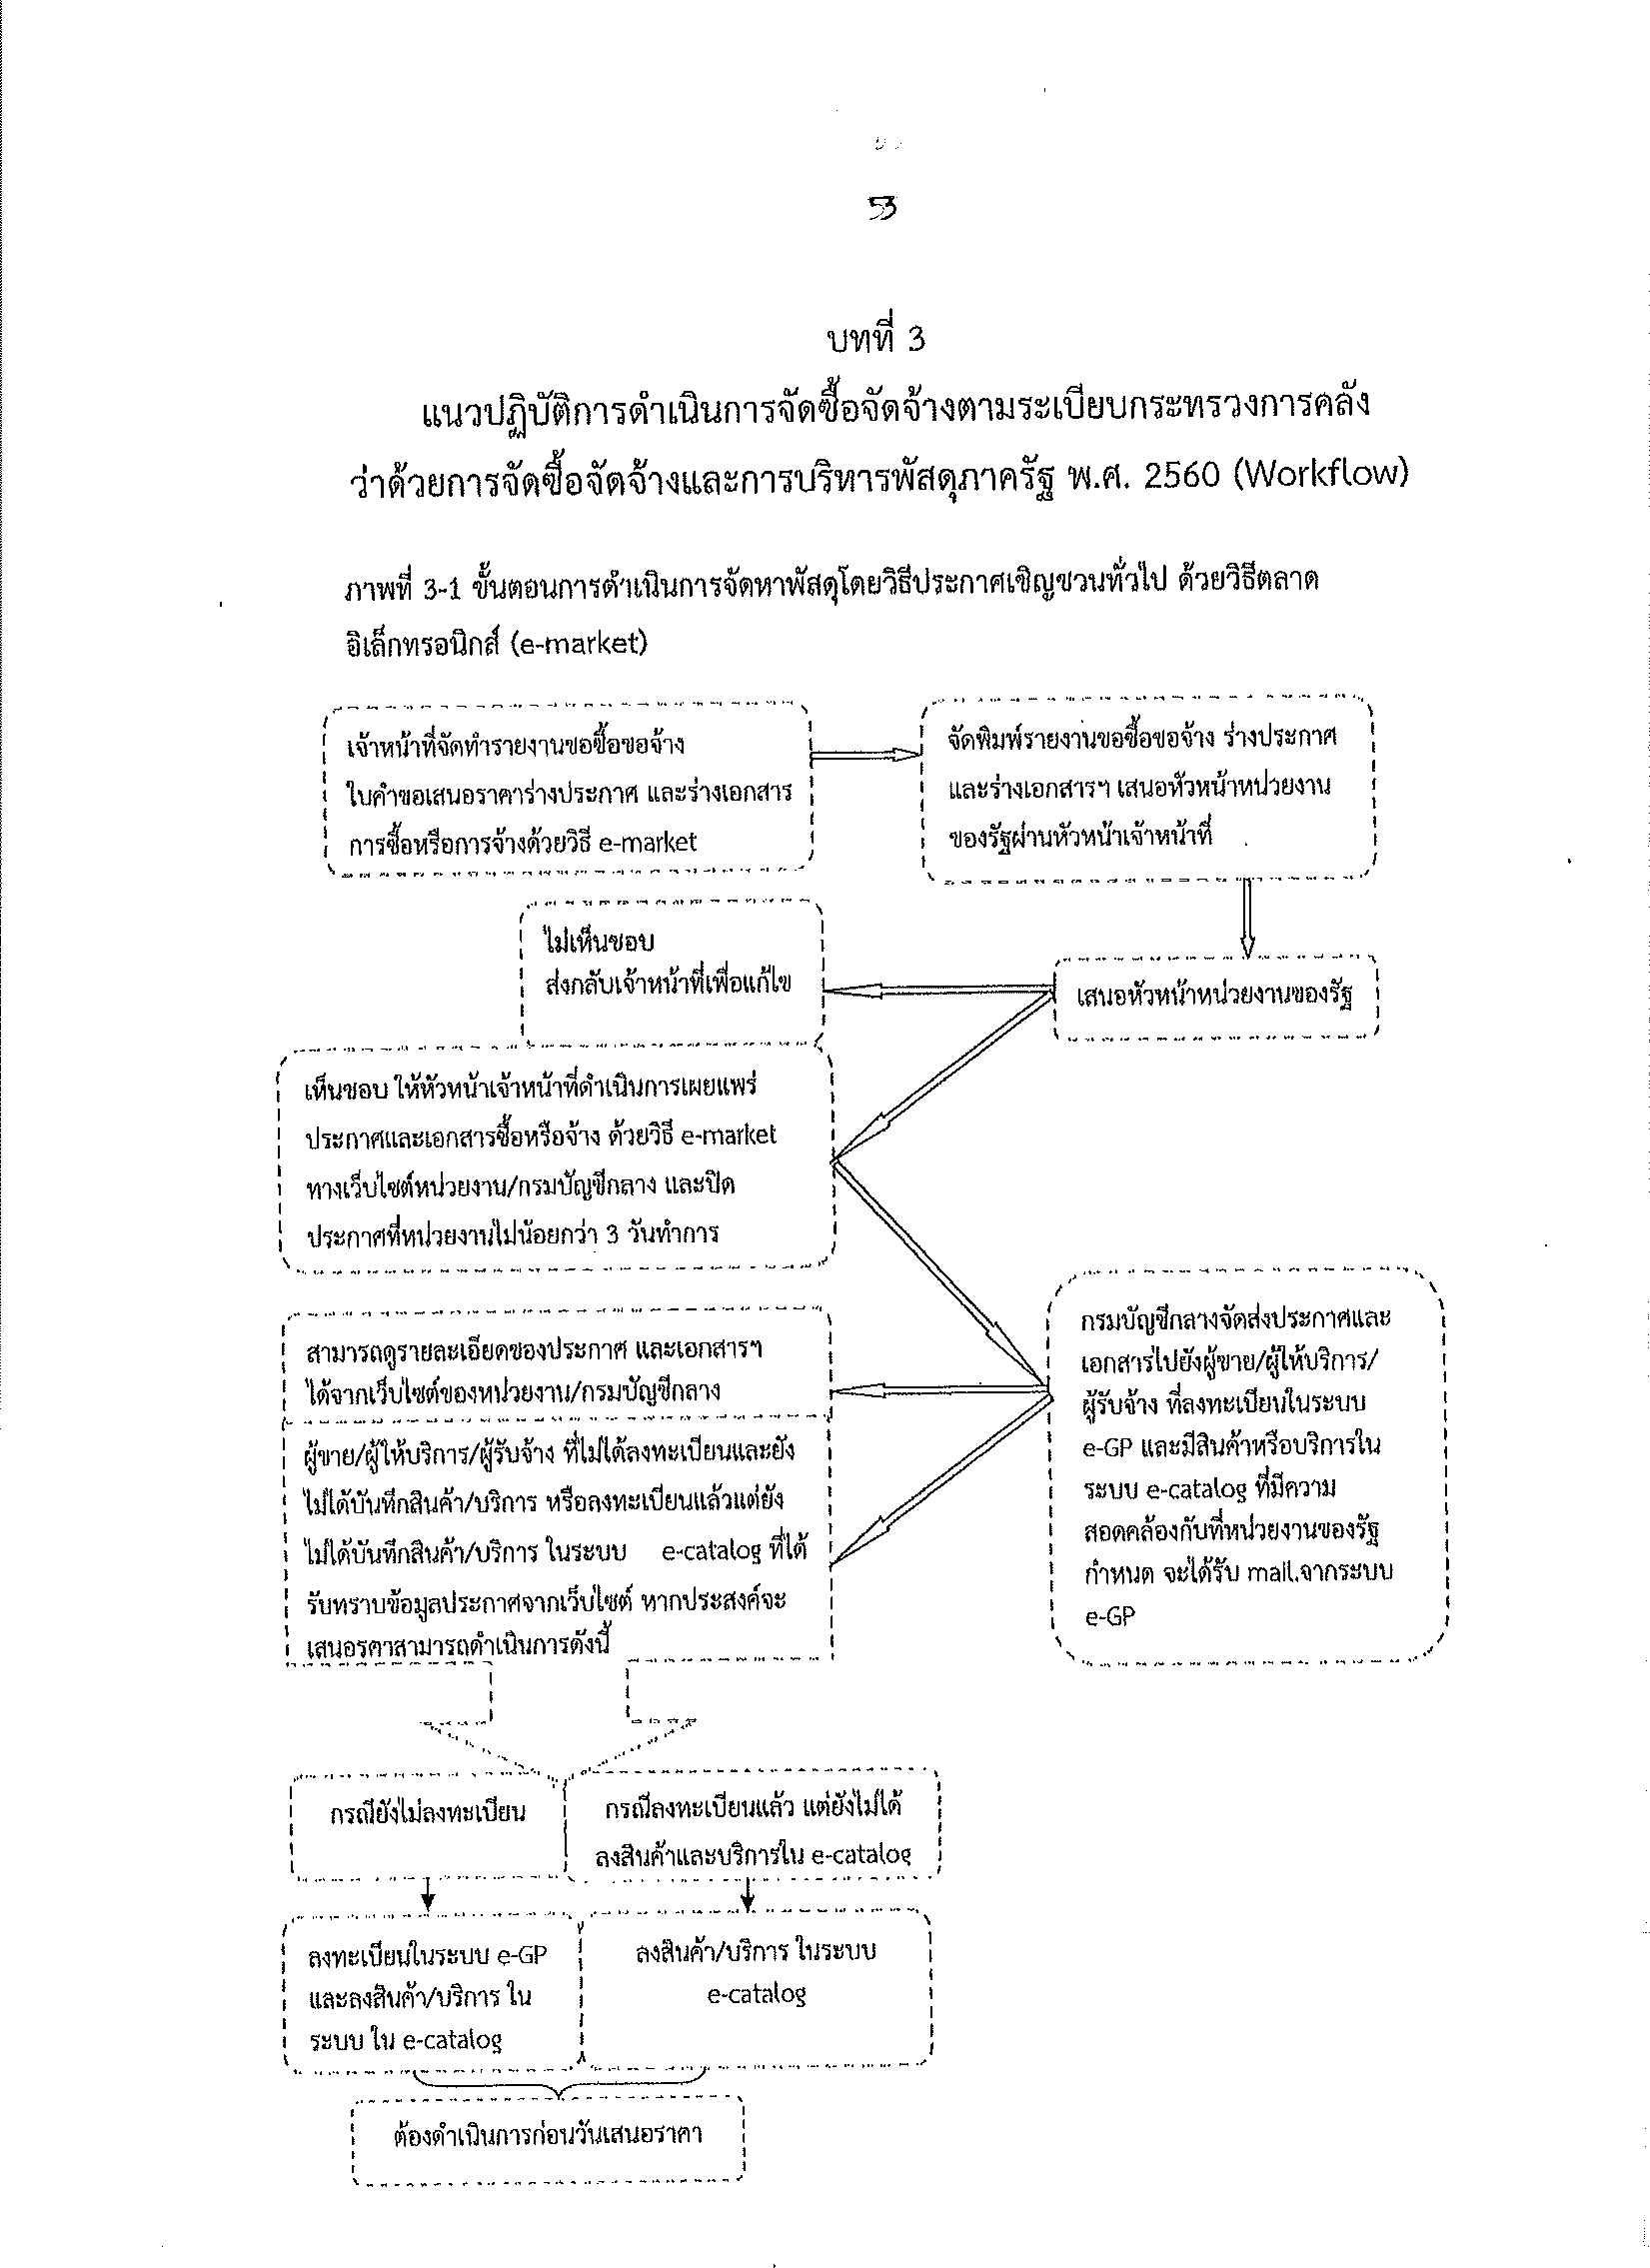 53
บทที่ 3
แนวปฏิบัติการดำเนินการจัดซื้อจัดจ้างตามระเบียบกระทรวงการคลัง
ว่าด้วยการจัดซื้อจัดจ้างและการบริหารพัสดุภาครัฐ พ.ศ. 2560 (Workflow)
ภาพที่ 3-1 ขั้นตอนการดำเนินการจัดหาพัสดุโดยวิธีประกาศเชิญชวนทั่วไป ด้วยวิธีตลาด
อิเล็กทรอนิกส์ (e-market)
เจ้าหน้าที่จัดทำรายงานขอซื้อขอจ้าง
ใบคำขอเสนอราคาร่างประกาศ และร่างเอกสาร
การซื้อหรือการจ้างด้วยวิธี e-market
จัดพิมพ์รายงานขอซื้อขอจ้าง ร่างประกาศ
และร่างเอกสารฯ เสนอหัวหน้าหน่วยงาน
ของรัฐผ่านหัวหน้าเจ้าหน้าที่
ไม่เห็นชอบ
ส่งกลับเจ้าหน้าที่เพื่อแก้ไข
เสนอหัวหน้าหน่วยงานของรัฐ
เห็นชอบ ให้หัวหน้าเจ้าหน้าที่ดำเนินการเผยแพร่
ประกาศและเอกสารซื้อหรือจ้าง ด้วยวิธี e-market
ทางเว็บไซต์หน่วยงาน/กรมบัญชีกลาง และปิด
ประกาศที่หน่วยงานไม่น้อยกว่า 3 วันทำการ
กรมบัญชีกลางจัดส่งประกาศและ
เอกสารไปยังผู้ขาย/ผู้ให้บริการ/
ผู้รับจ้าง ที่ลงทะเบียนในระบบ
e-GP และมีสินค้าหรือบริการใน
ระบบ e-catalog ที่มีความ
สอดคล้องกับที่หน่วยงานของรัฐ
กำหนด จะได้รับ mail.จากระบบ
e-GP
สามารถดูรายละเอียดของประกาศ และเอกสารฯ
ได้จากเว็บไซต์ของหน่วยงาน/กรมบัญชีกลาง
ผู้ขาย/ผู้ให้บริการ/ผู้รับจ้าง ที่ไม่ได้ลงทะเบียนและยัง
ไม่ได้บันทึกสินค้า/บริการ หรือลงทะเบียนแล้วแต่ยัง
ไม่ได้บันทึกสินค้า/บริการ ในระบบ e-catalog ที่ได้
รับทราบข้อมูลประกาศจากเว็บไซต์ หากประสงค์จะ
เสนอรคาสามารถดำเนินการดังนี้
กรณียังไม่ลงทะเบียน
กรณีลงทะเบียนแล้ว แต่ยังไม่ได้
ลงสินค้าและบริการใน e-catalog
ลงทะเบียนในระบบ e-GP
และลงสินค้า/บริการ ใน
ระบบ ใน e-catalog
ลงสินค้า/บริการ ในระบบ
e-catalog
ต้องดำเนินการก่อนวันเสนอราคา